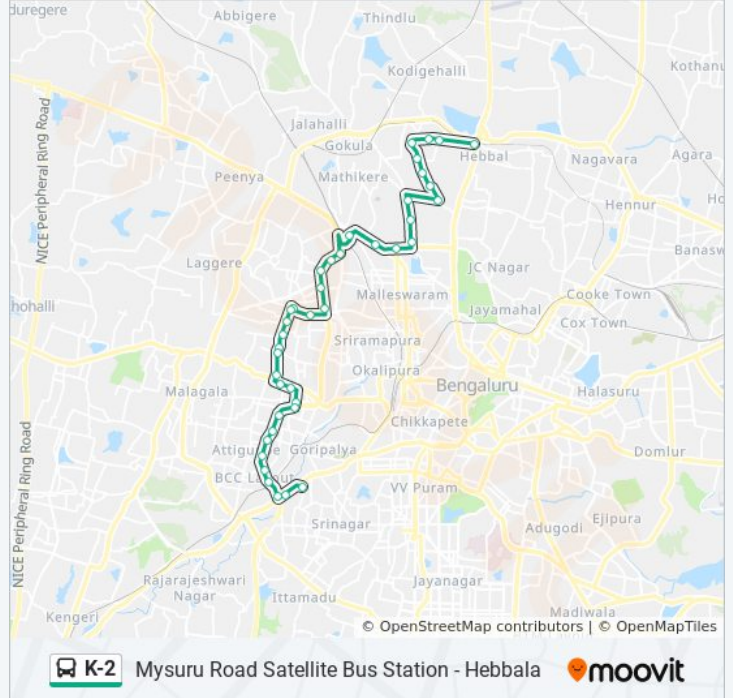 duregere
Abbigere
Thindlu
Kodigehalli
Kothanu
Jalahalli
Gokula
Hebbal
Nagavara
Agara
Peenya
Mathikere
NICE Peripheral Ring Road
Hennur
Ho
Banasw
Laggere
JC Nagar
Malleswaram
Cooke Town
hohalli
Jayamahal
Cox Town
Sriramapura
Okalipura
Malagala
Bengaluru
Halasuru
Chikkapete
Attigu e
Goripalya
Domlur
BCC L out
VV Puram
NICE Peripheral Ring Road
Srinagar
Ejipura
Adugodi
Rajarajeshwari
Nagar
Jayanagar
Ittamadu
Madiwala
Kengeri
© OpenStreetMap contributors | © OpenMapTiles
K-2 Mysuru Road Satellite Bus Station - Hebbala moovit